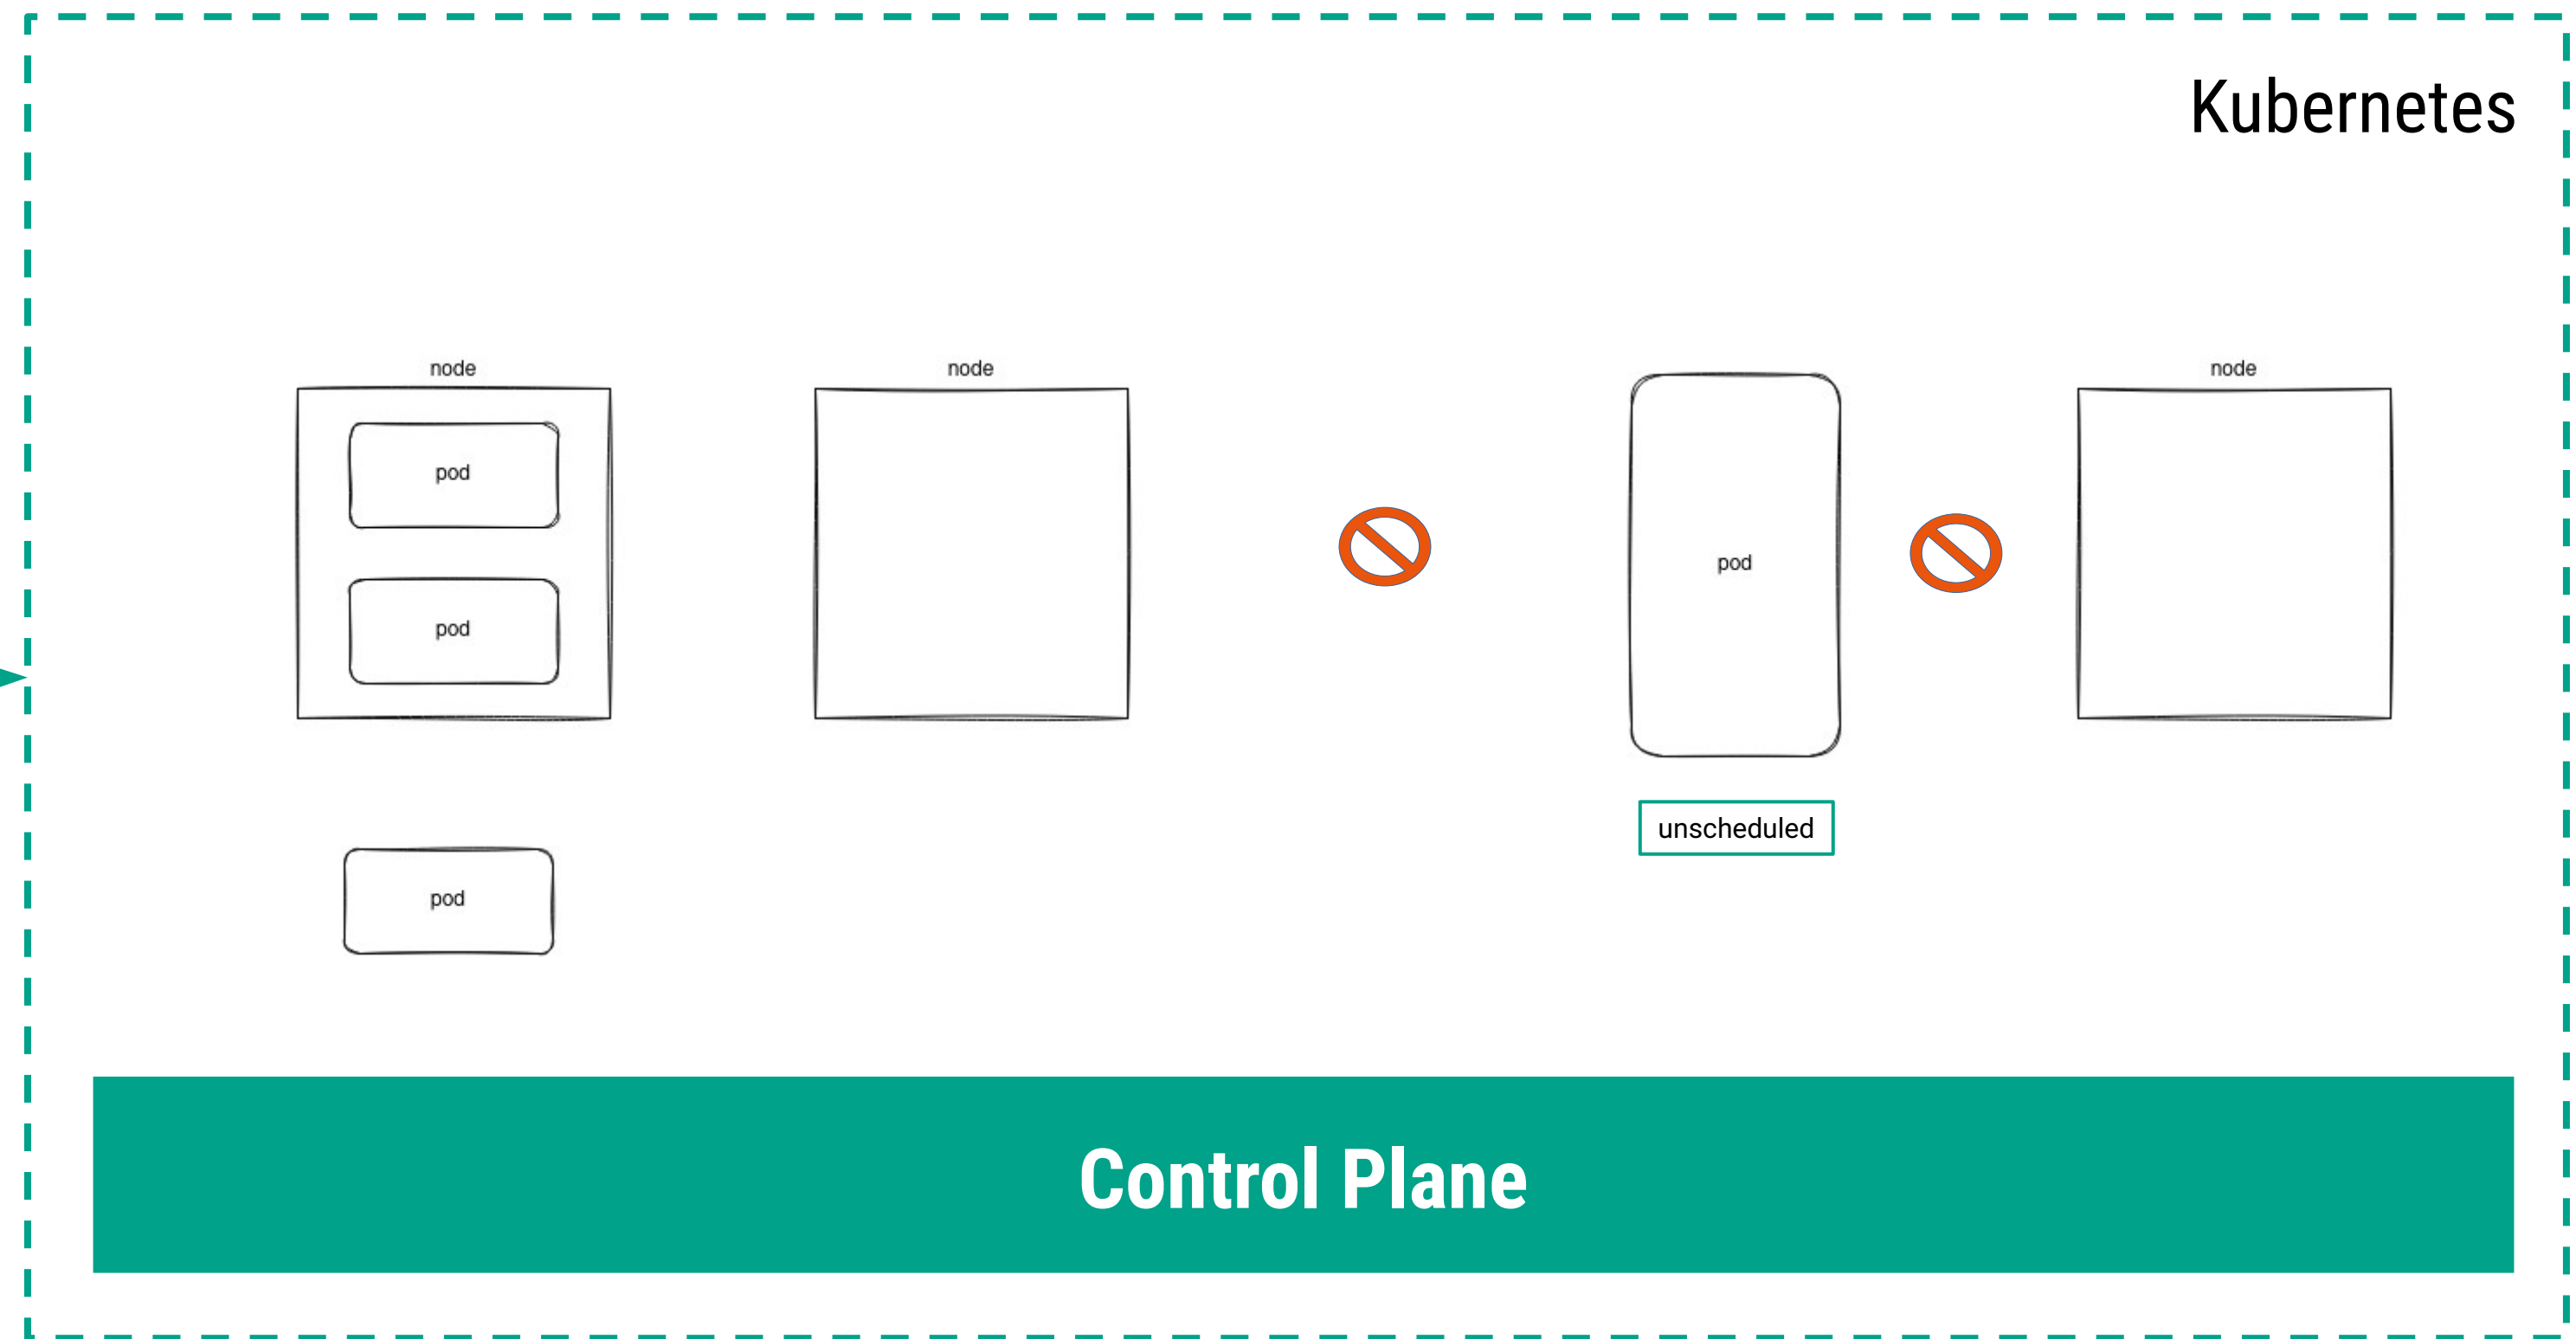 Kubernetes
node
node
node
pod
pod
pod
unscheduled
pod
Control Plane